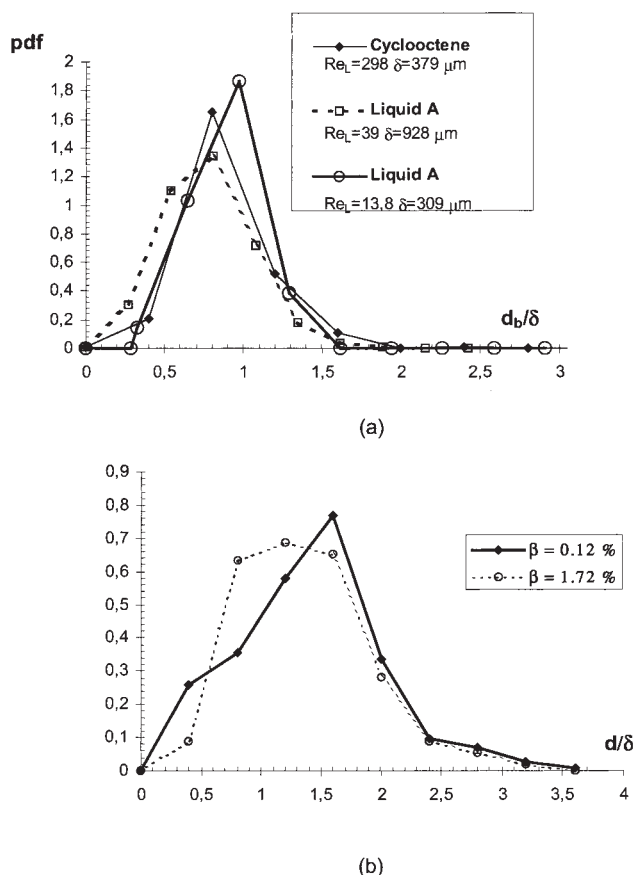 pdf
2
1,8
1,6
1,4
1,2
1
0,8
0,6
0,4
0,2
0
Cyclooctene
Re_L=298 δ=379 μm
Liquid A
Re_L=39 δ=928 μm
Liquid A
Re_L=13,8 δ=309 μm
d_b/δ
0 0,5 1 1,5 2 2,5 3
(a)
0,9
0,8
0,7
0,6
0,5
0,4
0,3
0,2
0,1
0
β = 0.12 %
β = 1.72 %
d/δ
0 0,5 1 1,5 2 2,5 3 3,5 4
(b)